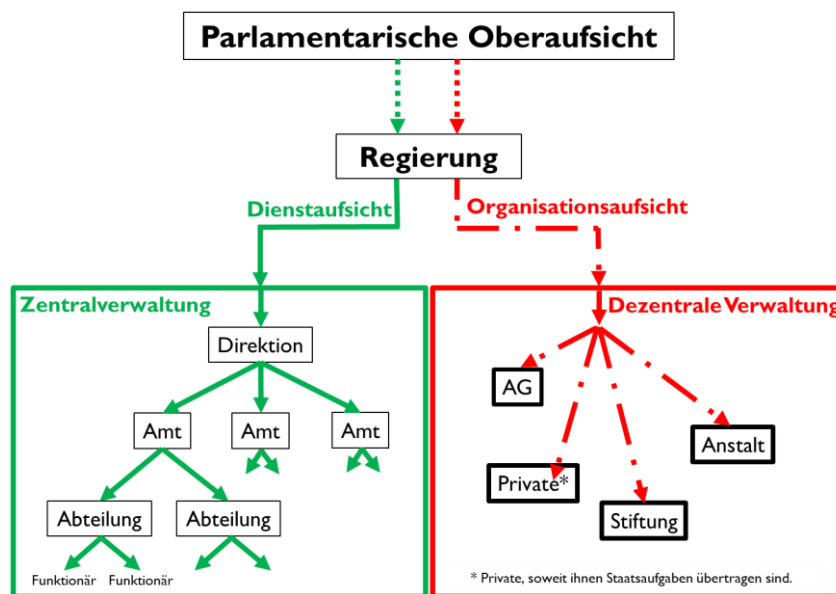 Parlamentarische Oberaufsicht
Regierung
Dienstaufsicht
Organisationsaufsicht
Zentralverwaltung
Dezentrale Verwaltung
Direktion
AG
Amt
Amt
Amt
Anstalt
Private*
Abteilung
Abteilung
Stiftung
Funktionär
Funktionär
* Private, soweit ihnen Staatsaufgaben übertragen sind.